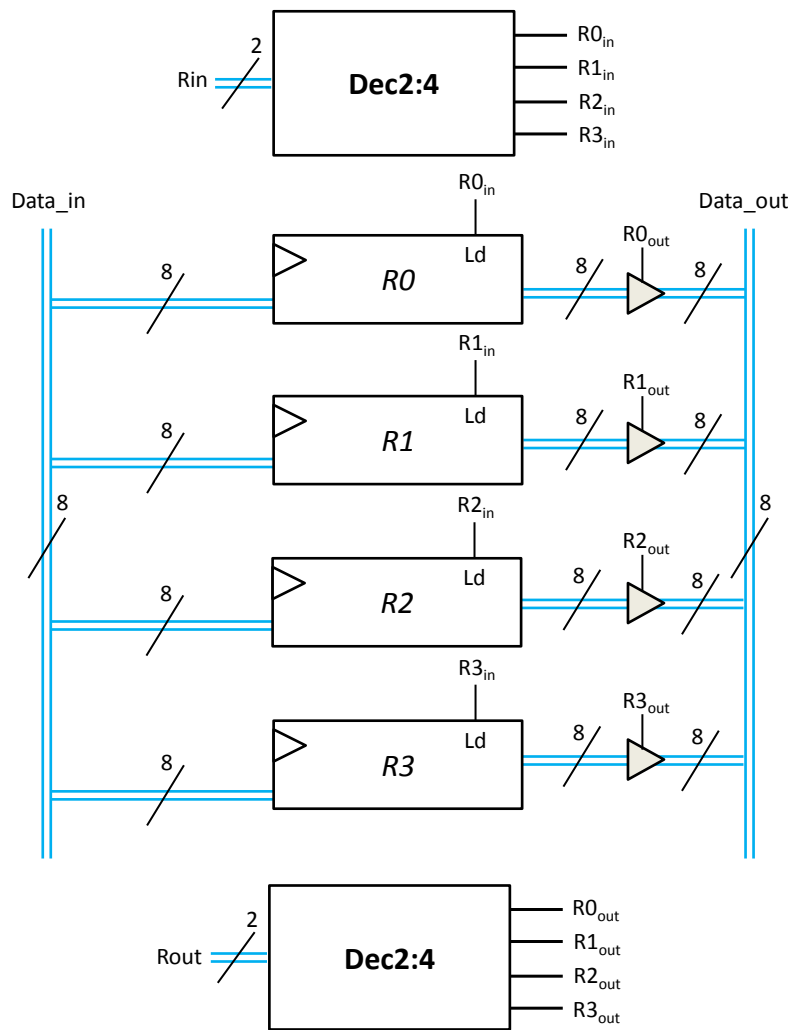 2
Rin
Dec2:4
R0in
R1in
R2in
R3in
Data_in
Data_out
R0in
Ld
R0
8
8
R0out
8
R1in
Ld
R1
8
8
R1out
8
8
8
R2in
Ld
R2
8
8
R2out
8
R3in
Ld
R3
8
8
R3out
8
2
Rout
Dec2:4
R0out
R1out
R2out
R3out